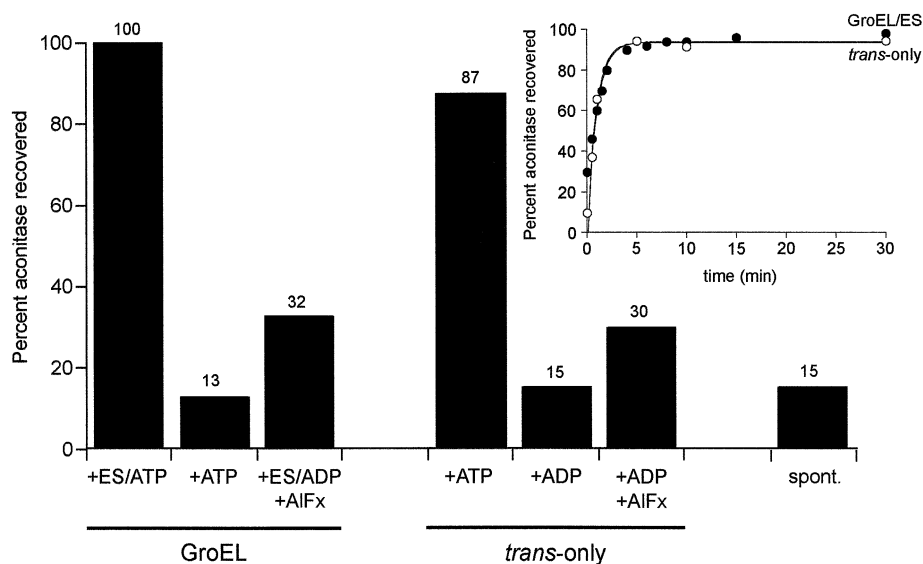 Percent aconitase recovered
100
80
60
40
20
0
100
13
32
87
15
30
15
+ES/ATP
+ATP
+ES/ADP
+AlFx
+ATP
+ADP
+ADP
+AlFx
spont.
GroEL
trans-only
Percent aconitase recovered
100
80
60
40
20
0
0 5 10 15 20 25 30
time (min)
GroEL/ES
trans-only